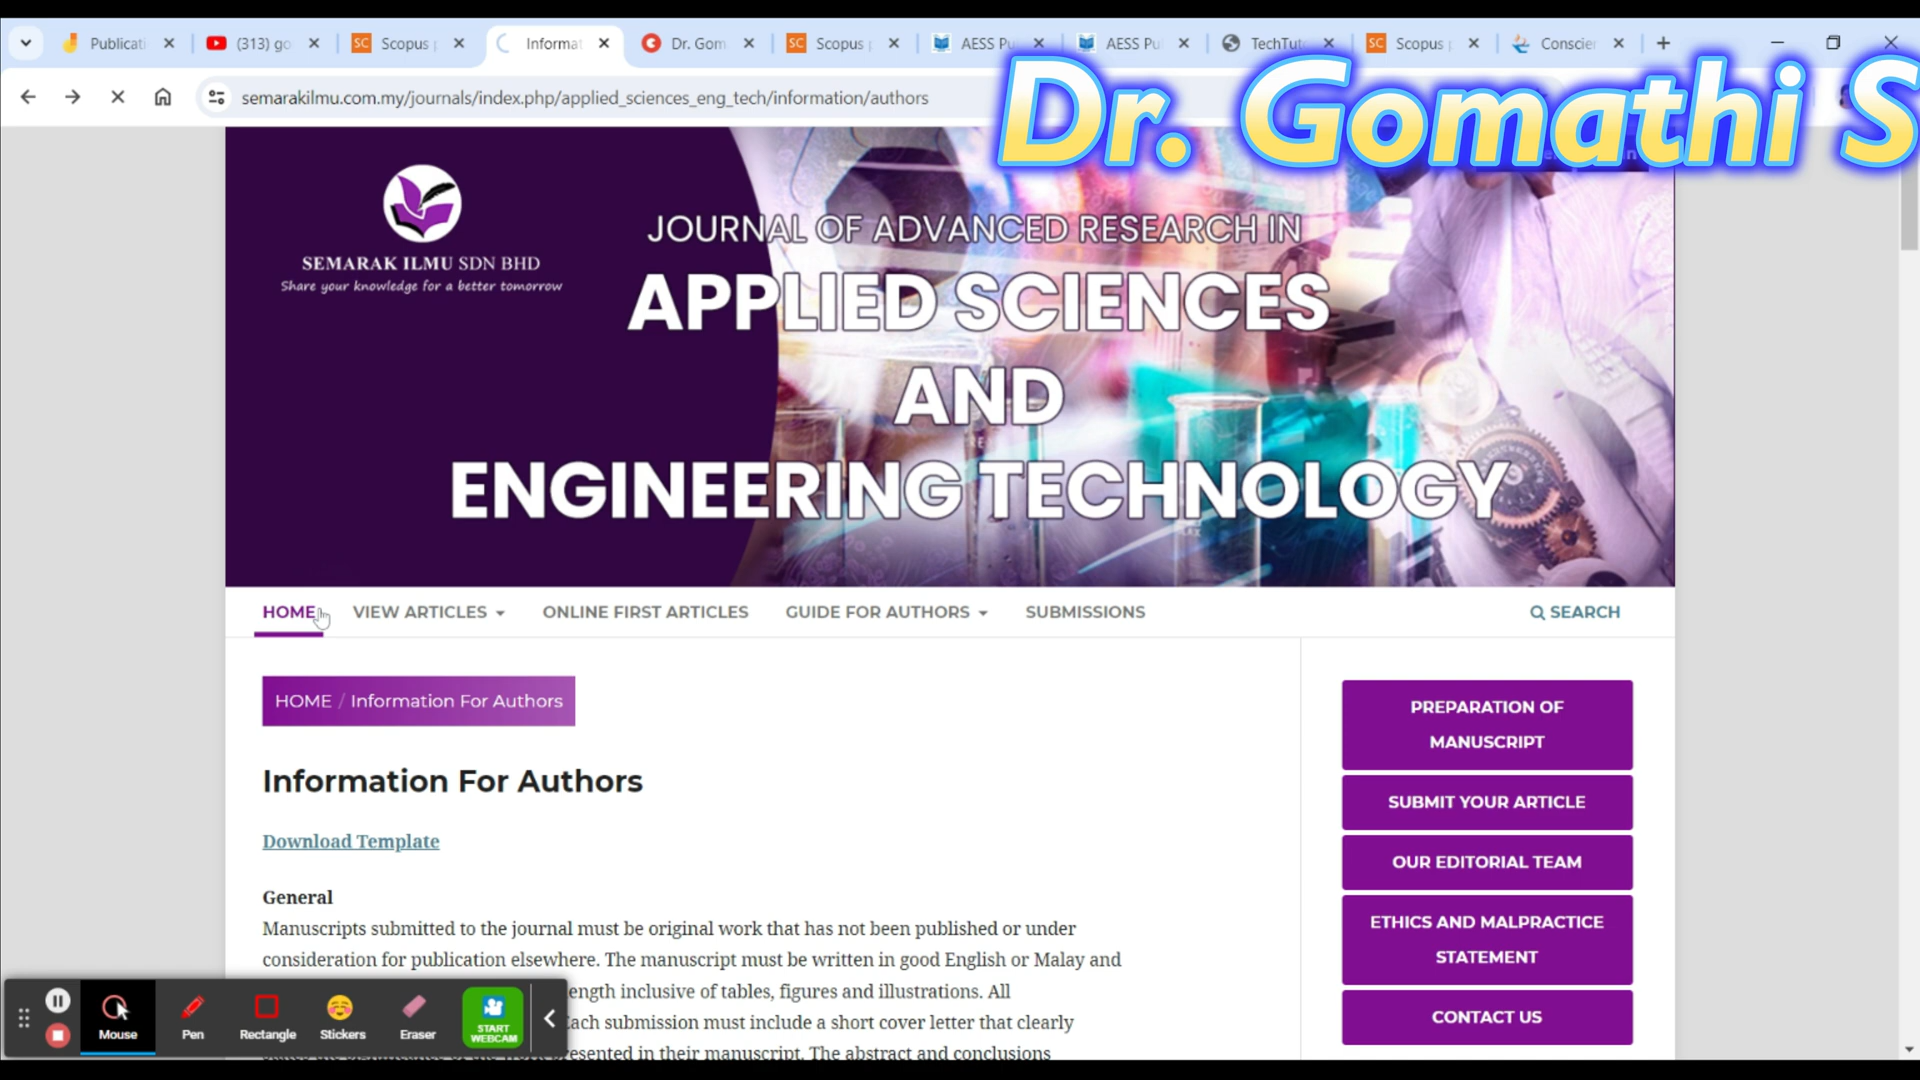 Publicati
(313) go
Scopus p
Informat
Dr. Gom
Scopus p
AESS Pu
AESS Pu
TechTut
Scopus p
Conscie
semarakilmu.com.my/journals/index.php/applied_sciences_eng_tech/information/authors
Dr. Gomathi S
SEMARAK ILMU SDN BHD
Share your knowledge for a better tomorrow
JOURNAL OF ADVANCED RESEARCH IN
APPLIED SCIENCES
AND
ENGINEERING TECHNOLOGY
HOME VIEW ARTICLES ONLINE FIRST ARTICLES GUIDE FOR AUTHORS SUBMISSIONS SEARCH
HOME / Information For Authors
Information For Authors
Download Template
General
Manuscripts submitted to the journal must be original work that has not been published or under
consideration for publication elsewhere. The manuscript must be written in good English or Malay and
length inclusive of tables, figures and illustrations. All
Each submission must include a short cover letter that clearly
presented in their manuscript. The abstract and conclusions
PREPARATION OF
MANUSCRIPT
SUBMIT YOUR ARTICLE
OUR EDITORIAL TEAM
ETHICS AND MALPRACTICE
STATEMENT
CONTACT US
Mouse
Pen
Rectangle
Stickers
Eraser
START
WEBCAM